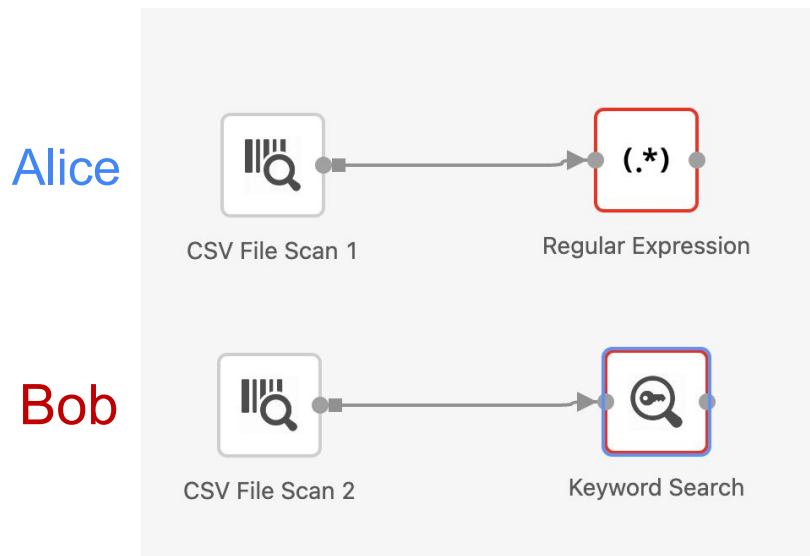 Alice
(.*)
CSV File Scan 1
Regular Expression
Bob
CSV File Scan 2
Keyword Search